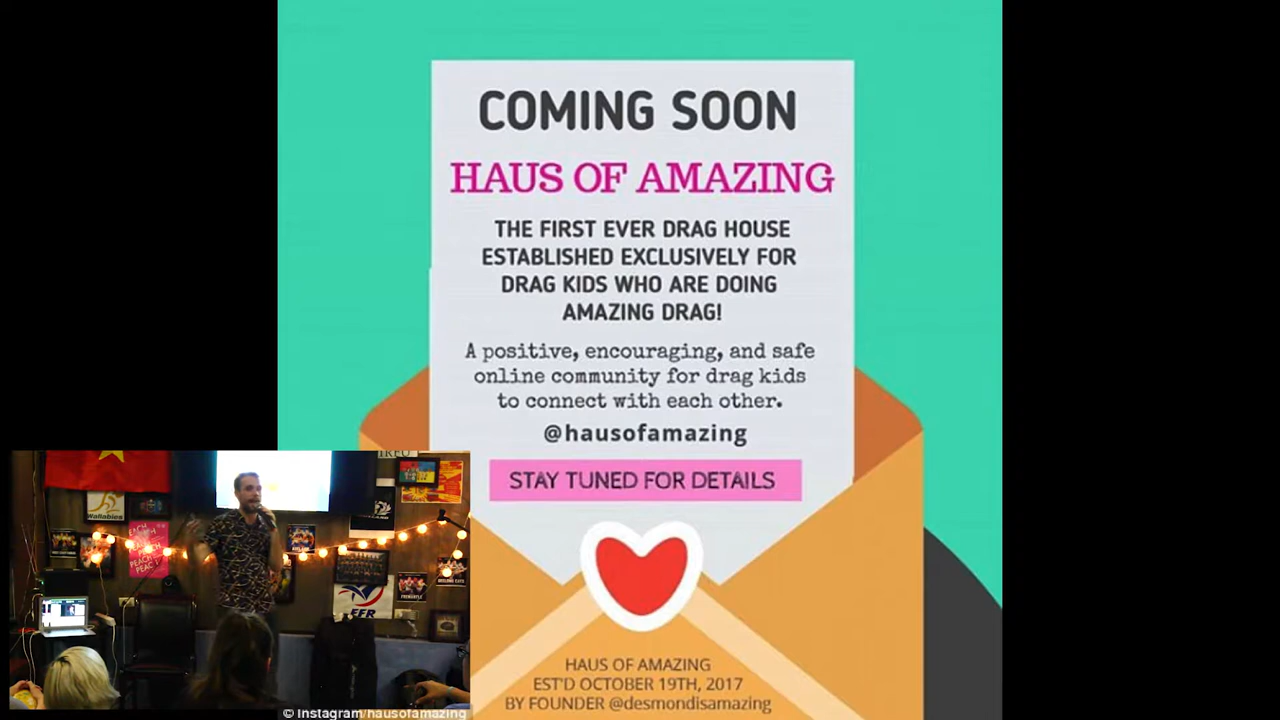 COMING SOON
HAUS OF AMAZING
THE FIRST EVER DRAG HOUSE
ESTABLISHED EXCLUSIVELY FOR
DRAG KIDS WHO ARE DOING
AMAZING DRAG!
A positive, encouraging, and safe
online community for drag kids
to connect with each other.
@hausofamazing
STAY TUNED FOR DETAILS
Wallabies
FFR
HAUS OF AMAZING
EST'D OCTOBER 19TH, 2017
BY FOUNDER @desmondisamazing
© Instagram/hausofamazing